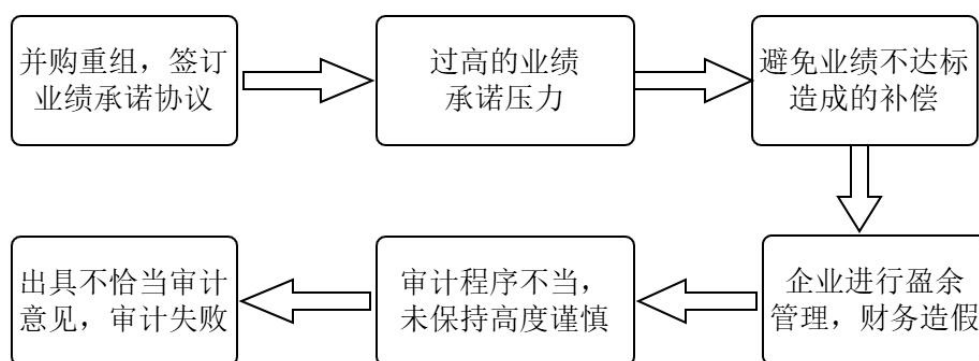 并购重组，签订
业绩承诺协议
过高的业绩
承诺压力
避免业绩不达标
造成的补偿
企业进行盈余
管理，财务造假
审计程序不当，
未保持高度谨慎
出具不恰当审计
意见，审计失败